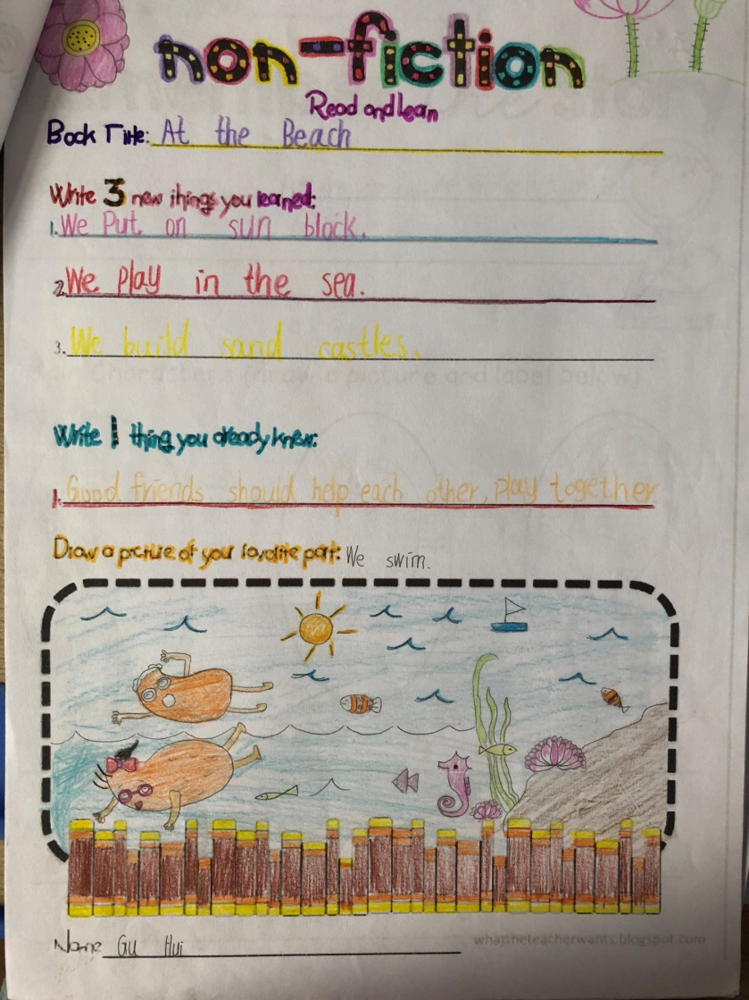 non-fiction
Read and learn
Book Title: At the Beach
Write 3 new things you learned:
1. We Put on sun block.
2. We play in the sea.
3. We build sand castles.
Write 1 thing you already knew:
1. Good friends should help each other, play together
Draw a picture of your favorite part: We swim.
Name Gu Hui
whattheteacherwants.blogspot.com